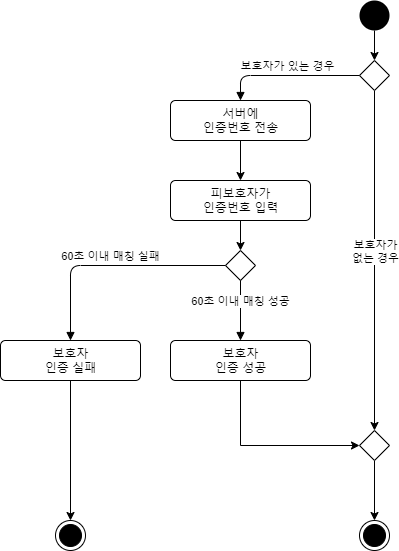 보호자가 있는 경우
서버에
인증번호 전송
피보호자가
인증번호 입력
보호자가
없는 경우
60초 이내 매칭 실패
60초 이내 매칭 성공
보호자
인증 실패
보호자
인증 성공